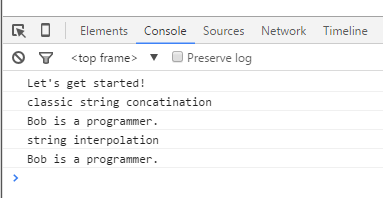 Elements Console Sources Network Timeline
<top frame> ▼ Preserve log
Let's get started!
classic string concatination
Bob is a programmer.
string interpolation
Bob is a programmer.
>